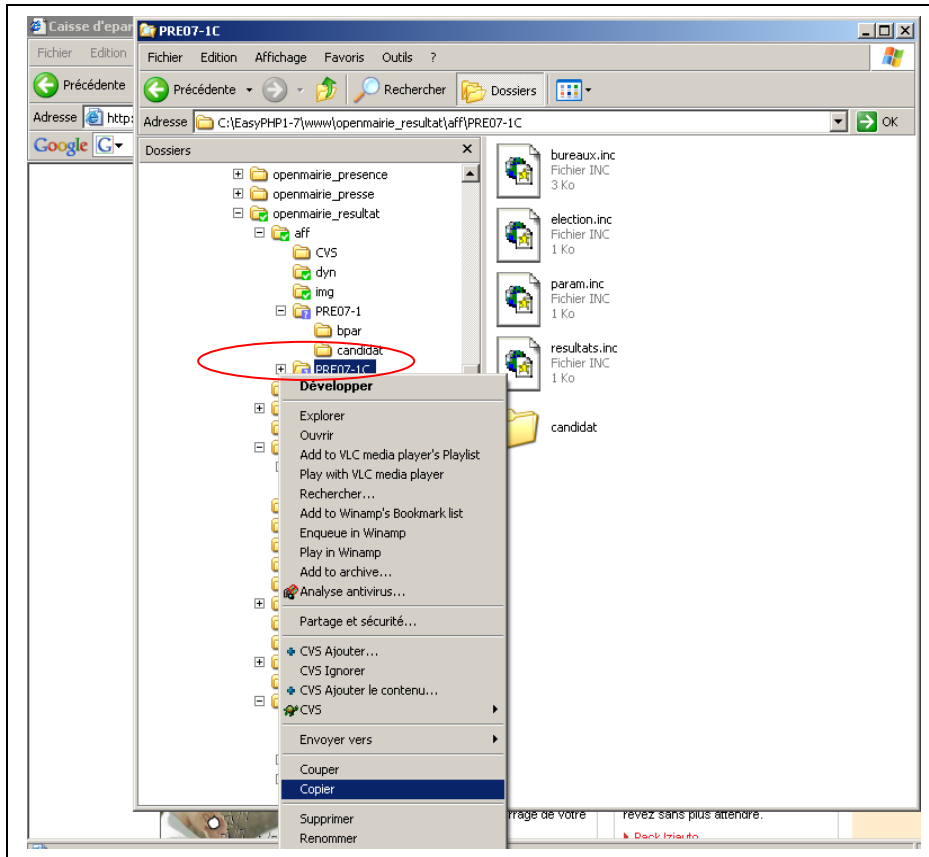 Caisse d'epar
PRE07-1C
Fichier Edition
Fichier Edition Affichage Favoris Outils ?
Précédente
Précédente Rechercher Dossiers
Adresse http:
Adresse C:\EasyPHP1-7\www\openmairie_resultat\aff\PRE07-1C OK
Google G
Dossiers x
openmairie_presence
openmairie_presse
openmairie_resultat
aff
CVS
dyn
img
PRE07-1
bpar
candidat
PRE07-1C
bureaux.inc
Fichier INC
3 Ko
election.inc
Fichier INC
1 Ko
param.inc
Fichier INC
1 Ko
resultats.inc
Fichier INC
1 Ko
candidat
Développer
Explorer
Ouvrir
Add to VLC media player's Playlist
Play with VLC media player
Rechercher...
Add to Winamp's Bookmark list
Enqueue in Winamp
Play in Winamp
Add to archive...
Analyse antivirus...
Partage et sécurité...
CVS Ajouter...
CVS Ignorer
CVS Ajouter le contenu...
CVS
Envoyer vers
Couper
Copier
Supprimer
Renommer
rrage de votre
rêvez sans plus attendre.
Pack Iziauto